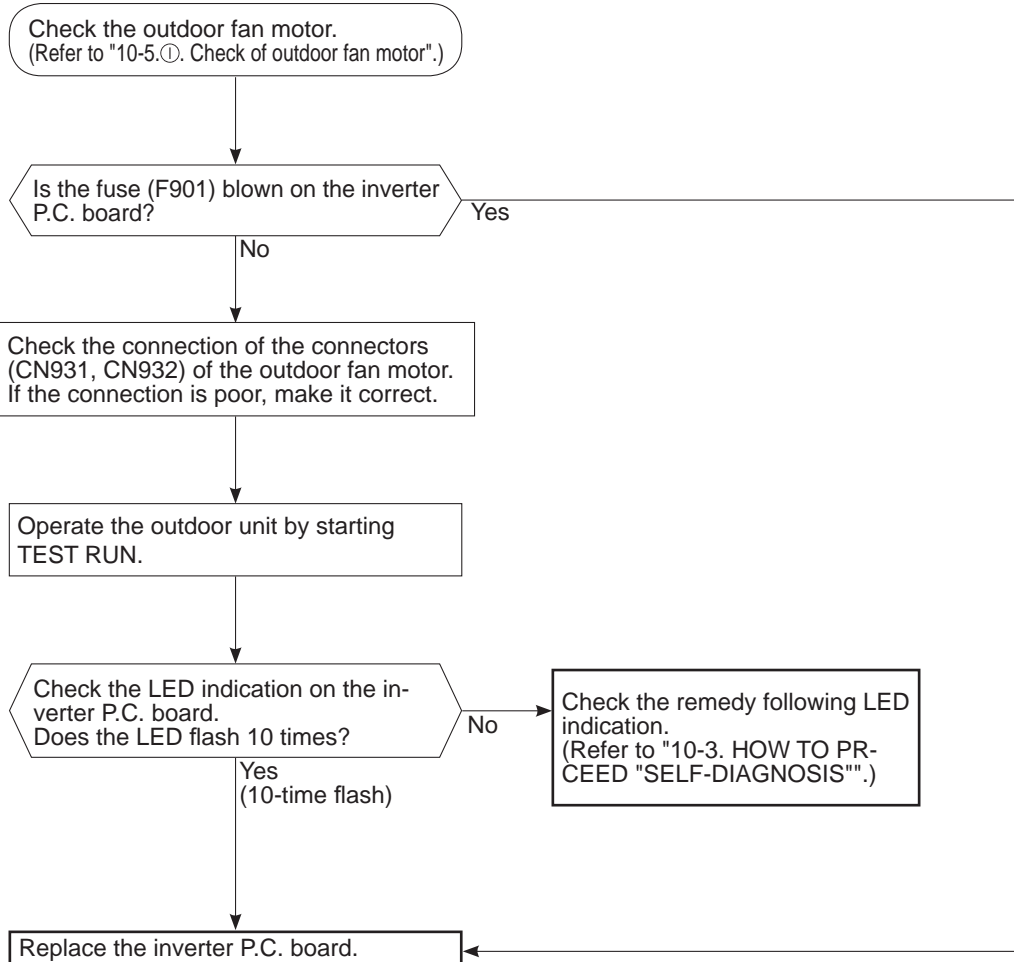 Check the outdoor fan motor.
(Refer to "10-5.Ⓘ. Check of outdoor fan motor".)
Is the fuse (F901) blown on the inverter
P.C. board?
Yes
No
Check the connection of the connectors
(CN931, CN932) of the outdoor fan motor.
If the connection is poor, make it correct.
Operate the outdoor unit by starting
TEST RUN.
Check the LED indication on the in-
verter P.C. board.
Does the LED flash 10 times?
No
Check the remedy following LED
indication.
(Refer to "10-3. HOW TO PR-
CEED "SELF-DIAGNOSIS"".)
Yes
(10-time flash)
Replace the inverter P.C. board.